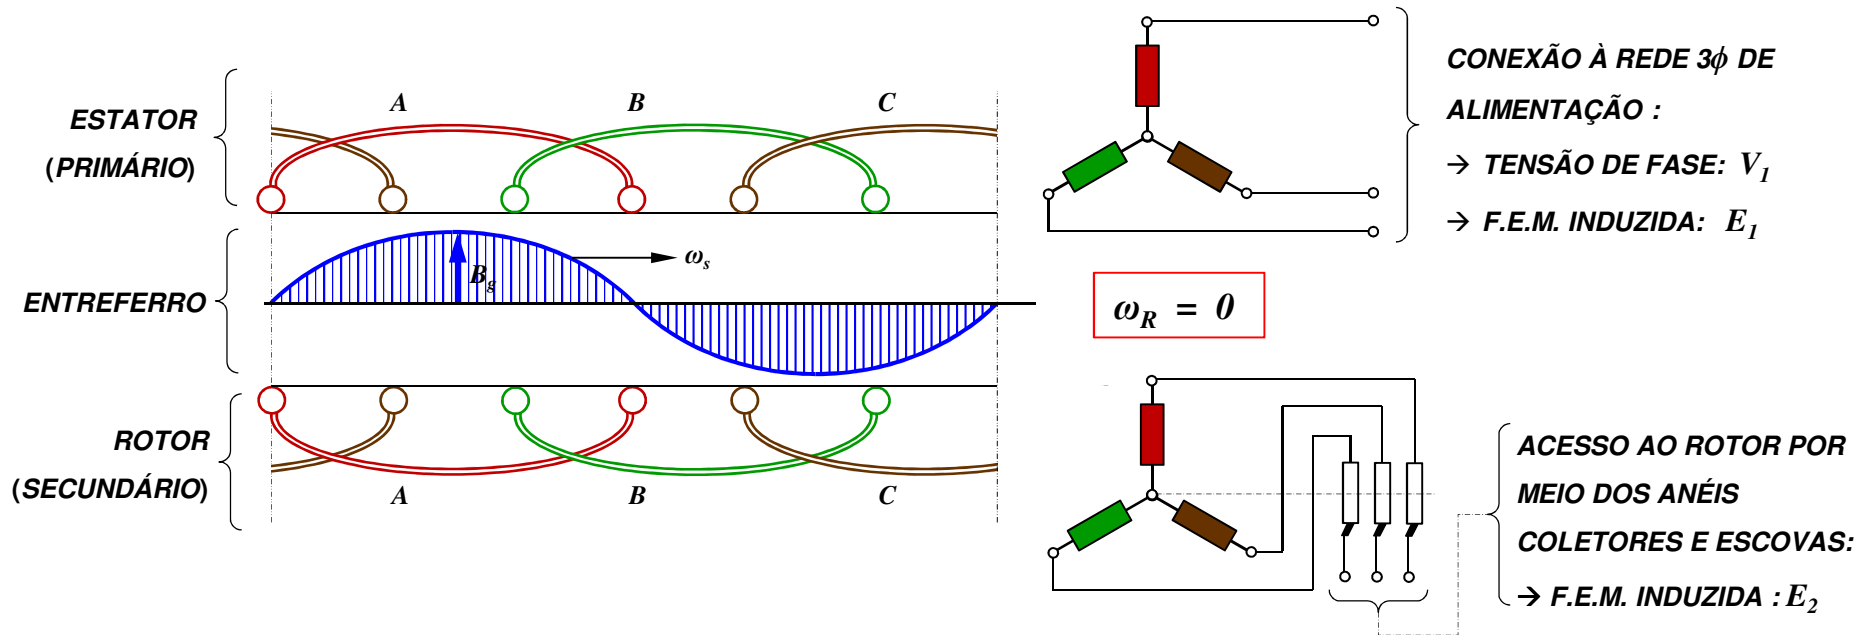 ESTATOR
(PRIMÁRIO)
A
B
C
ENTREFERRO
B_g
ω_s
ROTOR
(SECUNDÁRIO)
A
B
C
CONEXÃO À REDE 3ϕ DE
ALIMENTAÇÃO :
→ TENSÃO DE FASE: V_1
→ F.E.M. INDUZIDA: E_1
ω_R = 0
ACESSO AO ROTOR POR
MEIO DOS ANÉIS
COLETORES E ESCOVAS:
→ F.E.M. INDUZIDA : E_2